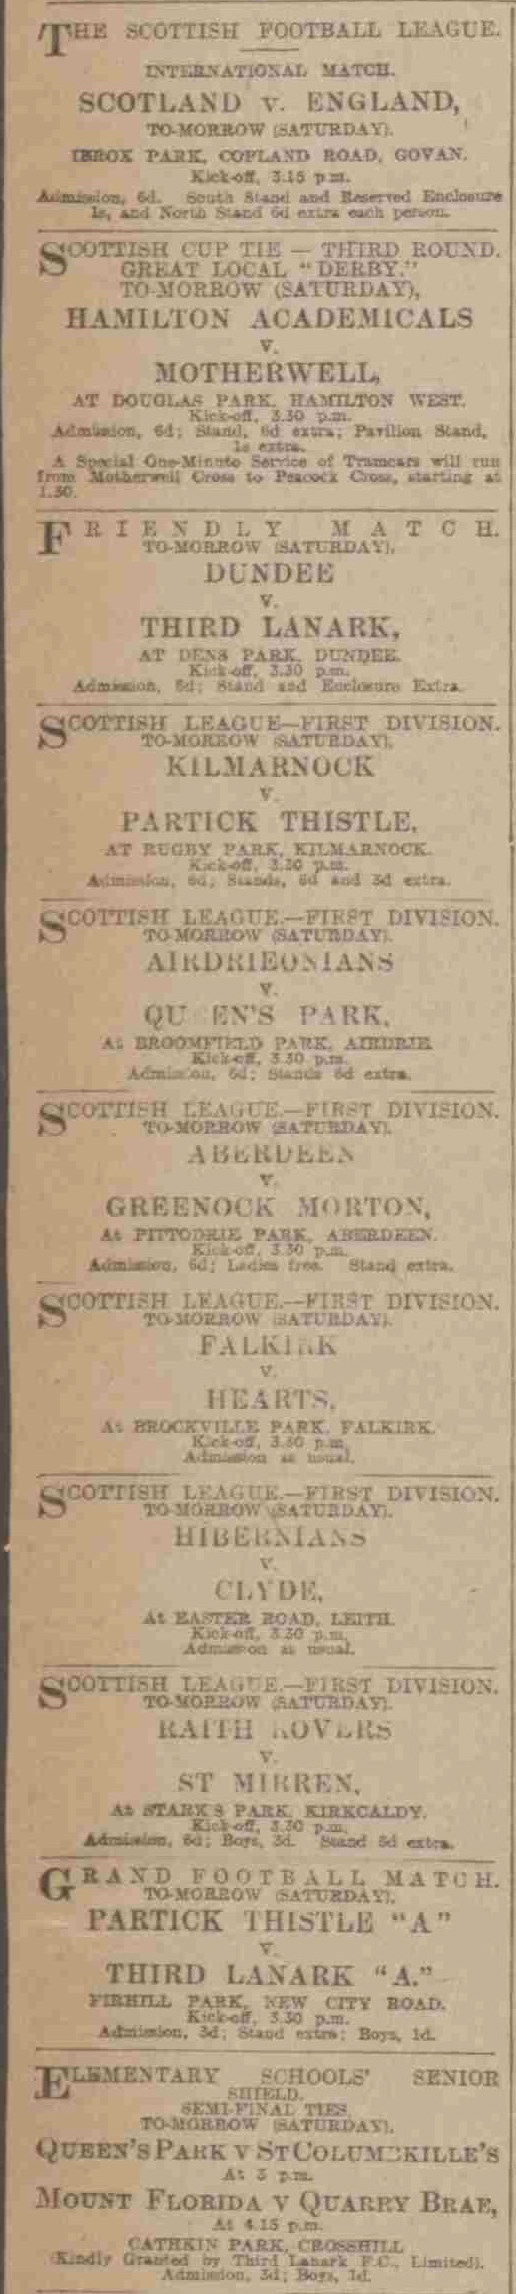 THE SCOTTISH FOOTBALL LEAGUE.
INTERNATIONAL MATCH.
SCOTLAND v. ENGLAND,
TO-MORROW (SATURDAY).
IBROX PARK, COPLAND ROAD, GOVAN.
Kick-off, 3.15 p.m.
Admission, 6d. South Stand and Reserved Enclosure
1s, and North Stand 6d extra each person.
SCOTTISH CUP TIE — THIRD ROUND.
GREAT LOCAL "DERBY."
TO-MORROW (SATURDAY),
HAMILTON ACADEMICALS
v.
MOTHERWELL,
AT DOUGLAS PARK, HAMILTON WEST.
Kick-off, 3.30 p.m.
Admission, 6d; Stand, 6d extra; Pavilion Stand,
1s extra.
A Special One-Minute Service of Tramcars will run
from Motherwell Cross to Peacock Cross, starting at
1.30.
FRIENDLY MATCH.
TO-MORROW (SATURDAY).
DUNDEE
v.
THIRD LANARK,
AT DENS PARK, DUNDEE.
Kick-off, 3.30 p.m.
Admission, 6d; Stand and Enclosure Extra.
SCOTTISH LEAGUE—FIRST DIVISION.
TO-MORROW (SATURDAY).
KILMARNOCK
v.
PARTICK THISTLE,
AT RUGBY PARK, KILMARNOCK.
Kick-off, 3.30 p.m.
Admission, 6d; Stands, 6d and 3d extra.
SCOTTISH LEAGUE.—FIRST DIVISION.
TO-MORROW (SATURDAY).
AIRDRIEONIANS
v.
QU EN'S PARK,
At BROOMFIELD PARK, AIRDRIE.
Kick-off, 3.30 p.m.
Admission, 6d; Stands 6d extra.
SCOTTISH LEAGUE.—FIRST DIVISION.
TO-MORROW (SATURDAY).
ABERDEEN
v.
GREENOCK MORTON,
At PITTODRIE PARK, ABERDEEN.
Kick-off, 3.30 p.m.
Admission, 6d; Ladies free. Stand extra.
SCOTTISH LEAGUE.—FIRST DIVISION.
TO-MORROW (SATURDAY).
FALKIRK
v.
HEARTS,
At BROCKVILLE PARK, FALKIRK.
Kick-off, 3.30 p.m.
Admission as usual.
SCOTTISH LEAGUE.—FIRST DIVISION.
TO-MORROW (SATURDAY).
HIBERNIANS
v.
CLYDE,
At EASTER ROAD, LEITH.
Kick-off, 3.30 p.m.
Admission as usual.
SCOTTISH LEAGUE.—FIRST DIVISION.
TO-MORROW (SATURDAY).
RAITH ROVERS
v.
ST MIRREN,
At STARK'S PARK, KIRKCALDY.
Kick-off, 3.30 p.m.
Admission, 6d; Boys, 3d. Stand 6d extra.
GRAND FOOTBALL MATCH.
TO-MORROW (SATURDAY).
PARTICK THISTLE "A"
v.
THIRD LANARK "A."
FIRHILL PARK, NEW CITY ROAD.
Kick-off, 3.30 p.m.
Admission, 3d; Stand extra; Boys, 1d.
ELEMENTARY SCHOOLS' SENIOR
SHIELD.
SEMI-FINAL TIES.
TO-MORROW (SATURDAY).
QUEEN'S PARK V ST COLUMBKILLE'S
At 3 p.m.
MOUNT FLORIDA V QUARRY BRAE,
At 4.15 p.m.
CATHKIN PARK, CROSSHILL
(Kindly Granted by Third Lanark F.C., Limited).
Admission, 3d; Boys, 1d.